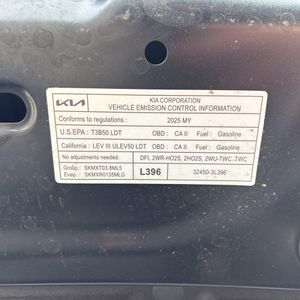 KIA
KIA CORPORATION
VEHICLE EMISSION CONTROL INFORMATION
Conforms to regulations : 2025 MY
U.S.EPA : T3B50 LDT OBD : CA II Fuel : Gasoline
California : LEV III ULEV50 LDT OBD : CA II Fuel : Gasoline
No adjustments needed. DFI, 2WR-HO2S, 2HO2S, 2WU-TWC, TWC
Group : SKMXT03.8ML5 L396 32450-3L396
Evap. : SKMXR0135MLG